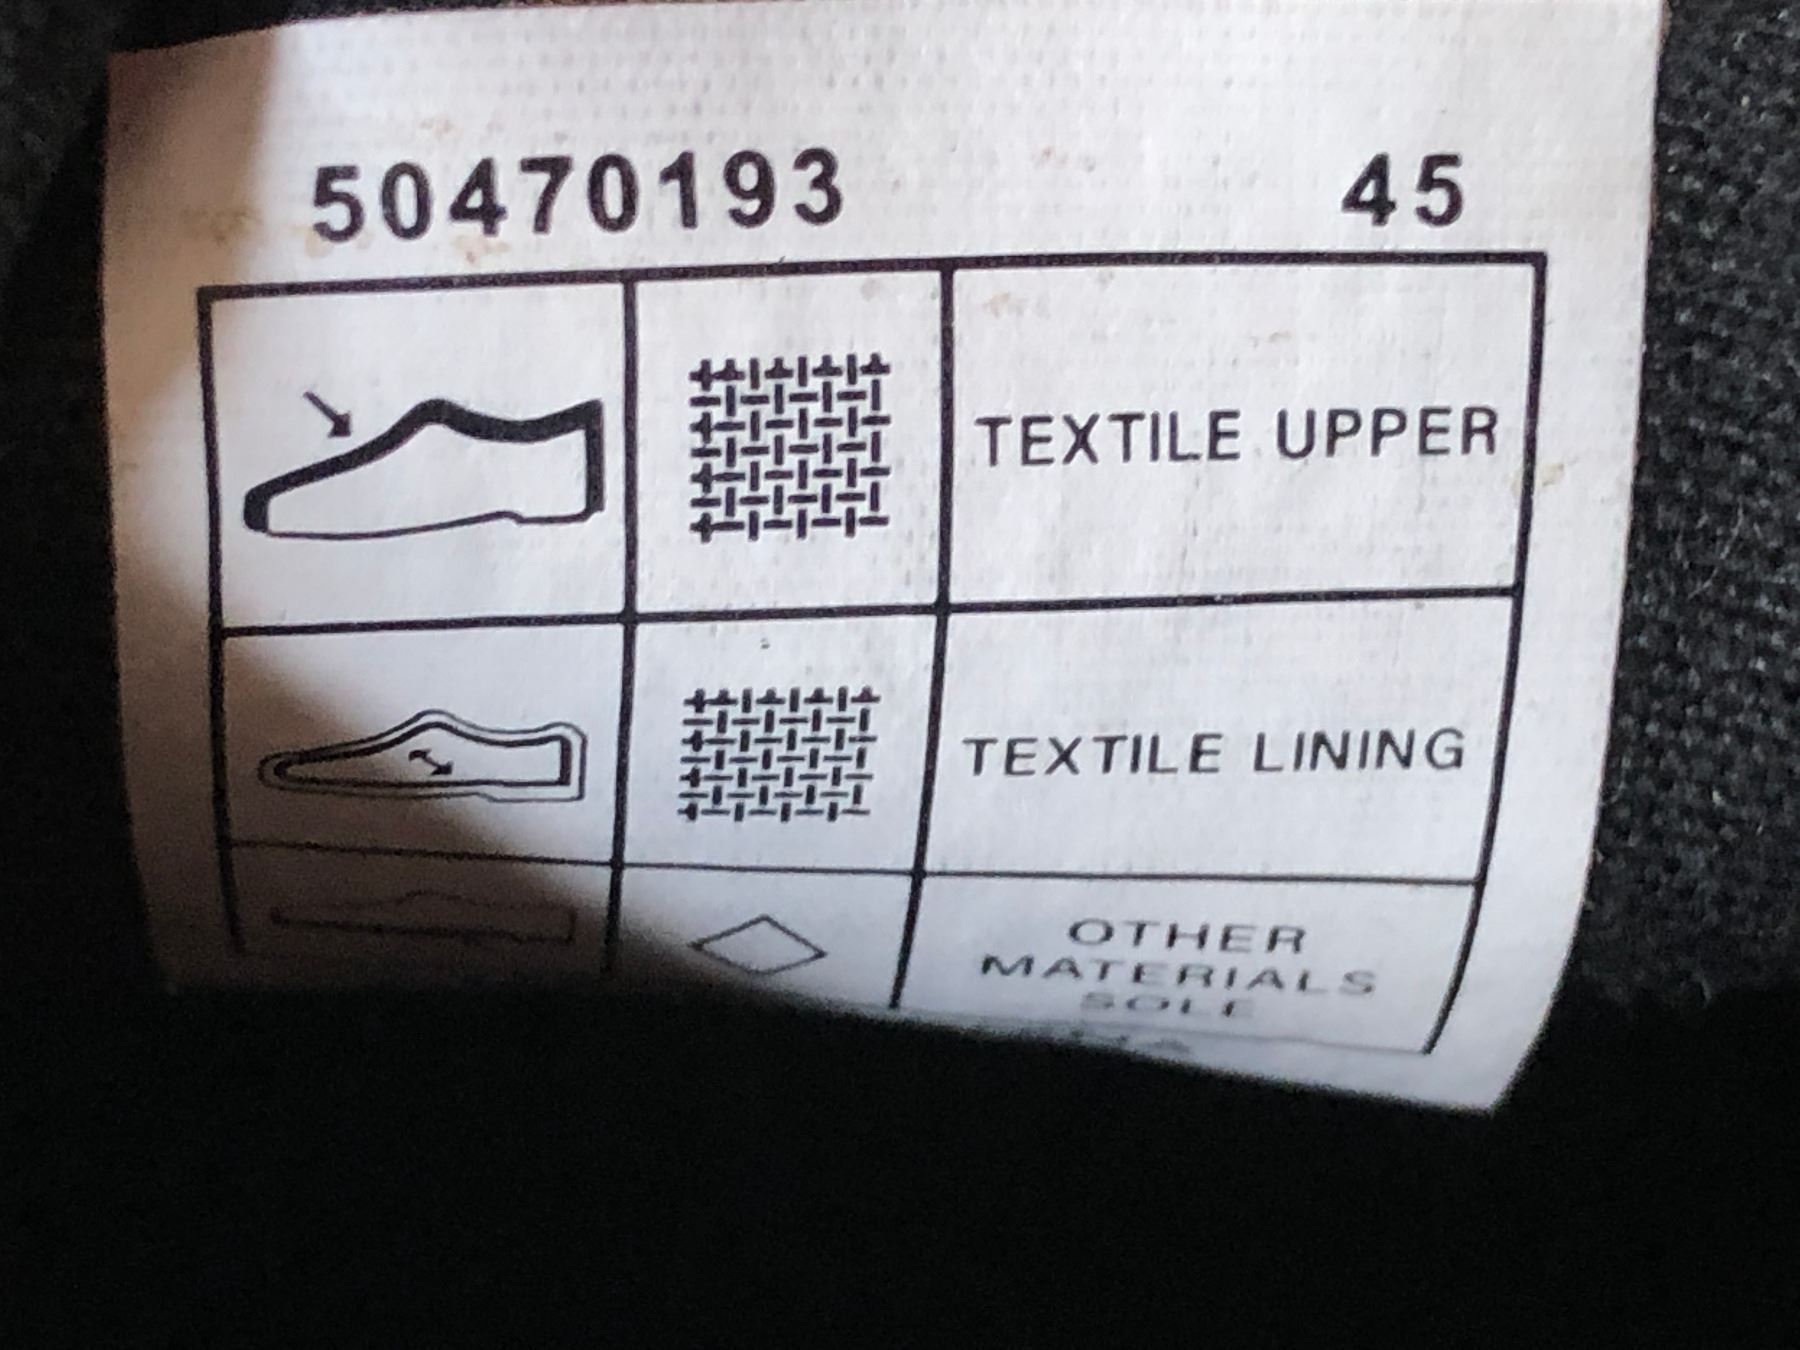 50470193 45
TEXTILE UPPER
TEXTILE LINING
OTHER
MATERIALS
SOLE